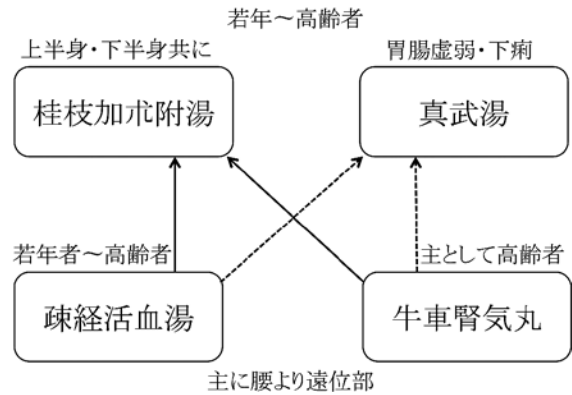 若年～高齢者
上半身・下半身共に
胃腸虚弱・下痢
桂枝加朮附湯
真武湯
若年者～高齢者
主として高齢者
疎経活血湯
牛車腎気丸
主に腰より遠位部